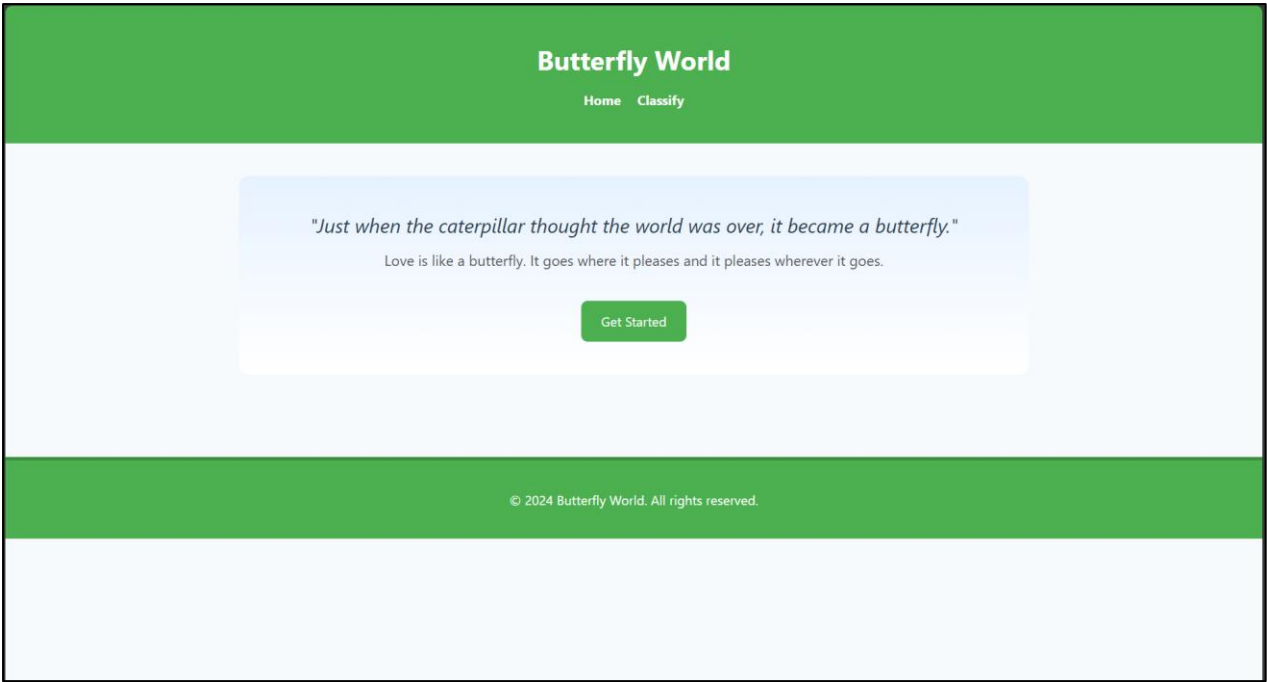 Butterfly World
Home Classify
"Just when the caterpillar thought the world was over, it became a butterfly."
Love is like a butterfly. It goes where it pleases and it pleases wherever it goes.
Get Started
© 2024 Butterfly World. All rights reserved.